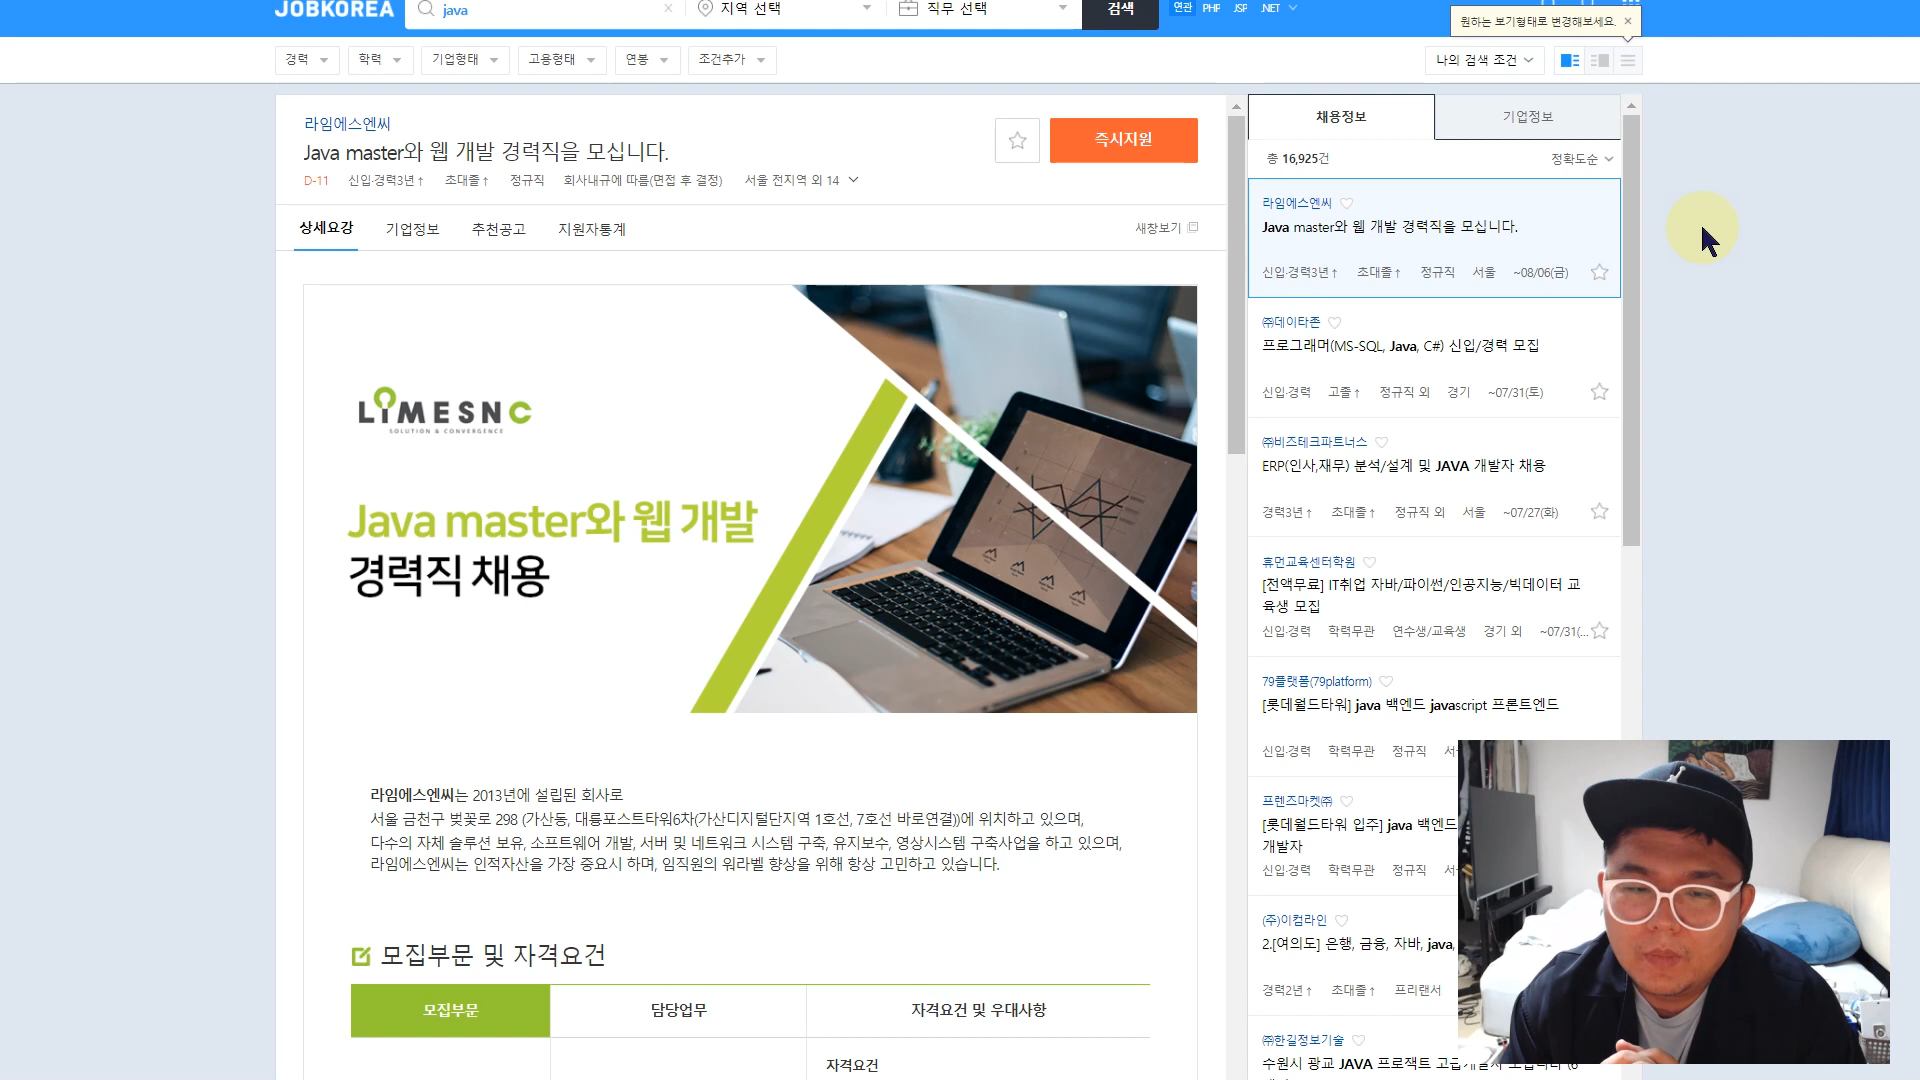 JOBKOREA
java
지역 선택
직무 선택
검색
연관 PHP JSP .NET
원하는 보기형태로 변경해보세요.
경력
학력
기업형태
고용형태
연봉
조건추가
나의 검색 조건
라임에스엔씨
Java master와 웹 개발 경력직을 모십니다.
즉시지원
D-11 신입·경력3년↑ 초대졸↑ 정규직 회사내규에 따름(면접 후 결정) 서울 전지역 외 14
상세요강 기업정보 추천공고 지원자통계
새창보기
LIMESNC
SOLUTION & CONVERGENCE
Java master와 웹 개발
경력직 채용
라임에스엔씨는 2013년에 설립된 회사로
서울 금천구 벚꽃로 298 (가산동, 대륭포스트타워6차(가산디지털단지역 1호선, 7호선 바로연결))에 위치하고 있으며,
다수의 자체 솔루션 보유, 소프트웨어 개발, 서버 및 네트워크 시스템 구축, 유지보수, 영상시스템 구축사업을 하고 있으며,
라임에스엔씨는 인적자산을 가장 중요시 하며, 임직원의 워라벨 향상을 위해 항상 고민하고 있습니다.
모집부문 및 자격요건
모집부문
담당업무
자격요건 및 우대사항
자격요건
채용정보
기업정보
총 16,925건
정확도순
라임에스엔씨
Java master와 웹 개발 경력직을 모십니다.
신입·경력3년↑ 초대졸↑ 정규직 서울 ~08/06(금)
㈜데이타존
프로그래머(MS-SQL, Java, C#) 신입/경력 모집
신입·경력 고졸↑ 정규직 외 경기 ~07/31(토)
㈜비즈테크파트너스
ERP(인사,재무) 분석/설계 및 JAVA 개발자 채용
경력3년↑ 초대졸↑ 정규직 외 서울 ~07/27(화)
휴먼교육센터학원
[전액무료] IT취업 자바/파이썬/인공지능/빅데이터 교
육생 모집
신입·경력 학력무관 연수생/교육생 경기 외 ~07/31(...
79플랫폼(79platform)
[롯데월드타워] java 백엔드 javascript 프론트엔드
신입·경력 학력무관 정규직
프렌즈마켓㈜
[롯데월드타워 입주] java 백엔드
개발자
신입·경력 학력무관 정규직
(주)이컴라인
2.[여의도] 은행, 금융, 자바, java,
경력2년↑ 초대졸↑ 프리랜서
㈜한길정보기술
수원시 광교 JAVA 프로잭트